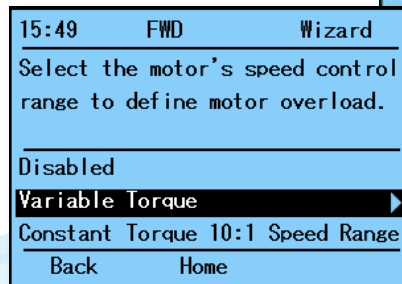 15:49 FWD Wizard
Select the motor's speed control
range to define motor overload.
Disabled
Variable Torque
Constant Torque 10:1 Speed Range
Back Home